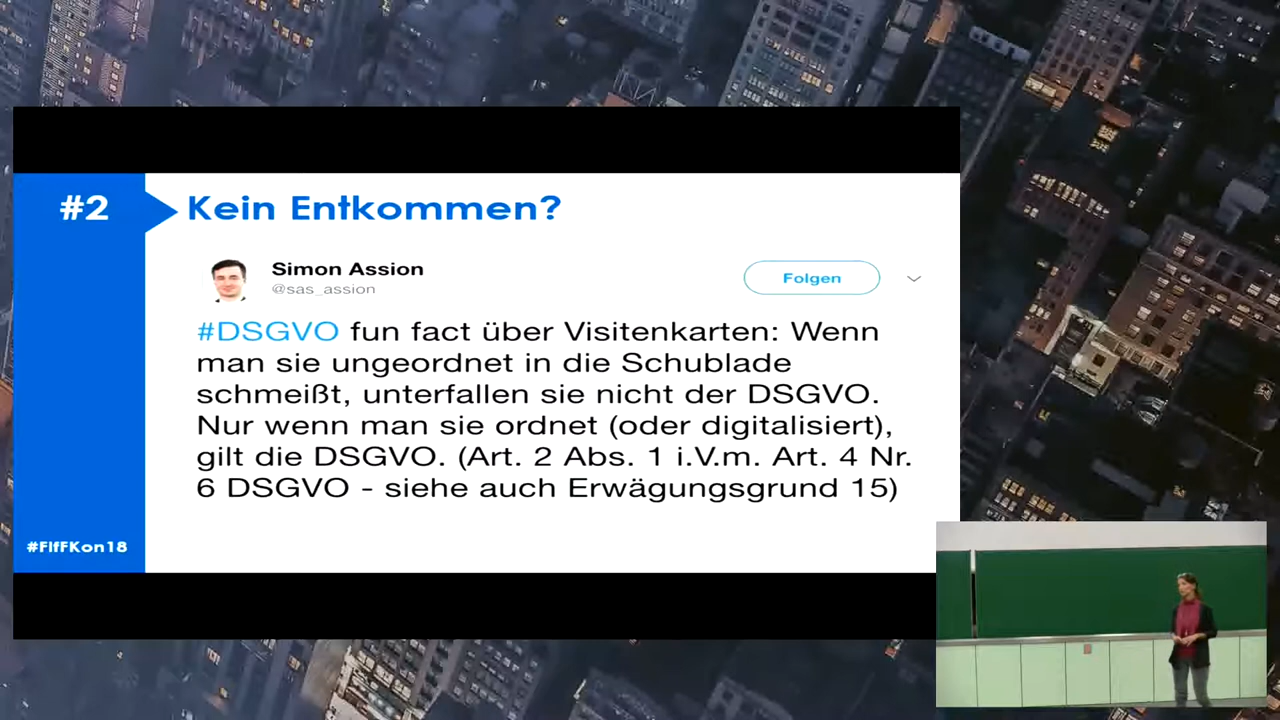 #2
Kein Entkommen?
Simon Assion
@sas_assion
Folgen
#DSGVO fun fact über Visitenkarten: Wenn
man sie ungeordnet in die Schublade
schmeißt, unterfallen sie nicht der DSGVO.
Nur wenn man sie ordnet (oder digitalisiert),
gilt die DSGVO. (Art. 2 Abs. 1 i.V.m. Art. 4 Nr.
6 DSGVO - siehe auch Erwägungsgrund 15)
#FIfFKon18